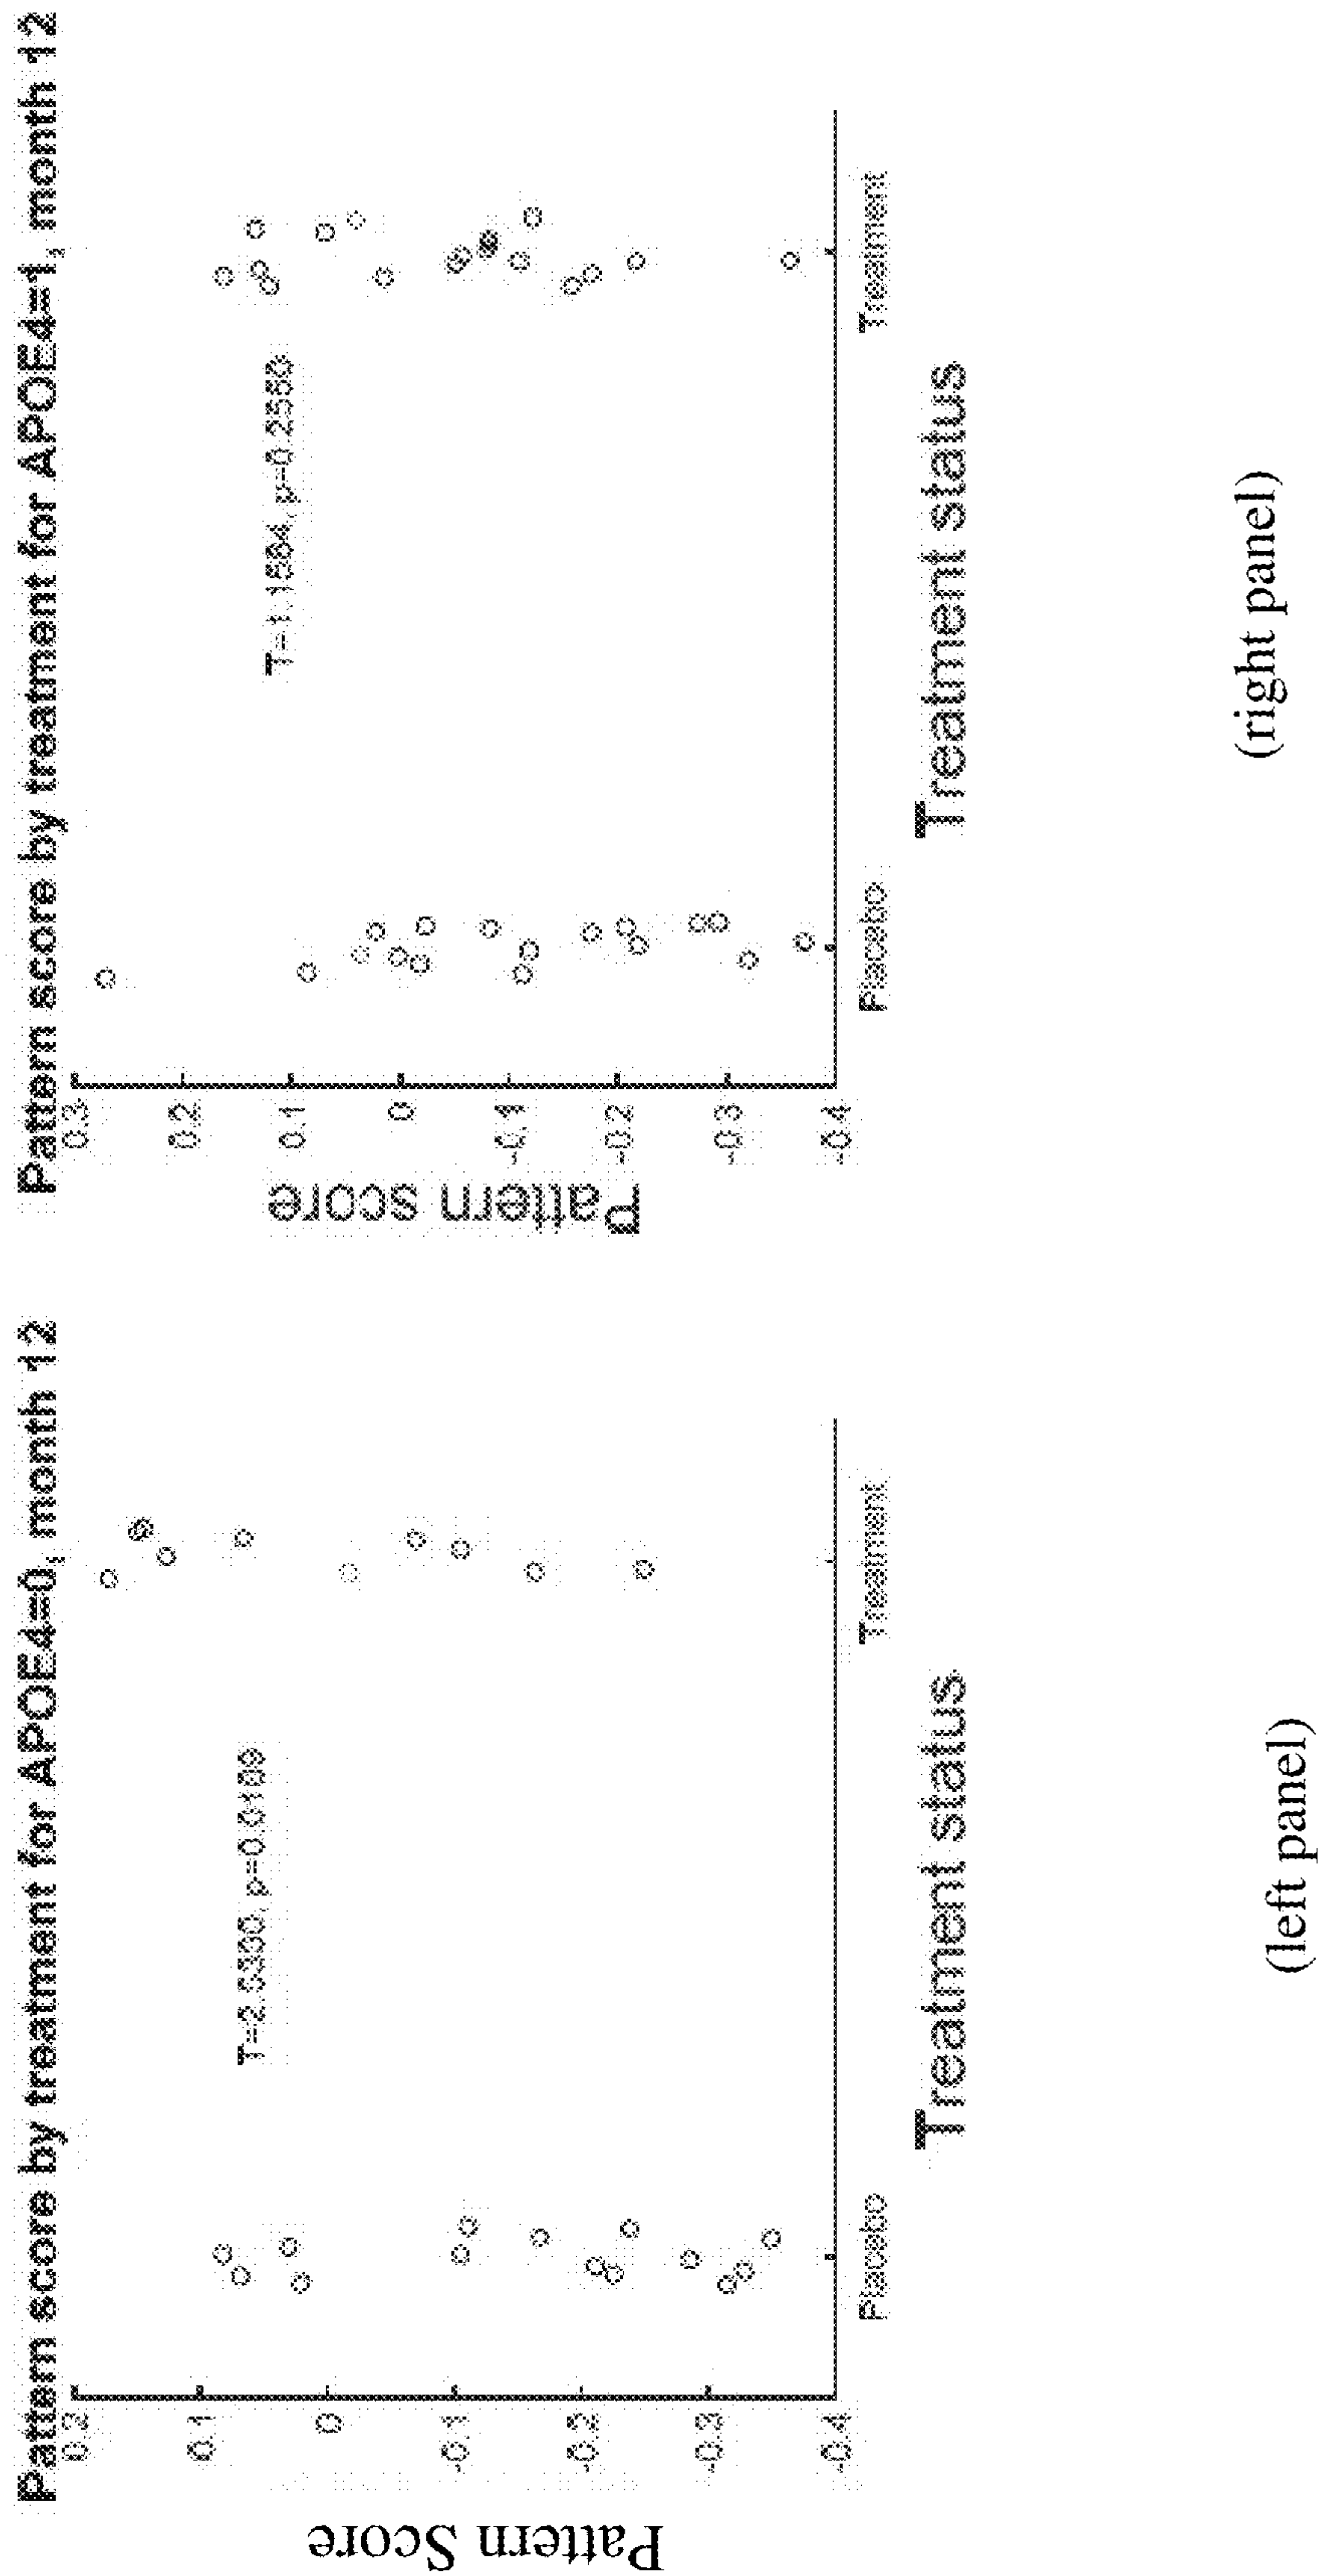 Pattern score by treatment for APOE4=0, month 12
Pattern Score
0.2
0.1
0
-0.1
-0.2
-0.3
-0.4
T=2.5300, p=0.0189
Placebo
Treatment
Treatment status
(left panel)
Pattern score by treatment for APOE4=1, month 12
Pattern score
0.3
0.2
0.1
0
-0.1
-0.2
-0.3
-0.4
T=1.1584, p=0.2550
Placebo
Treatment
Treatment status
(right panel)